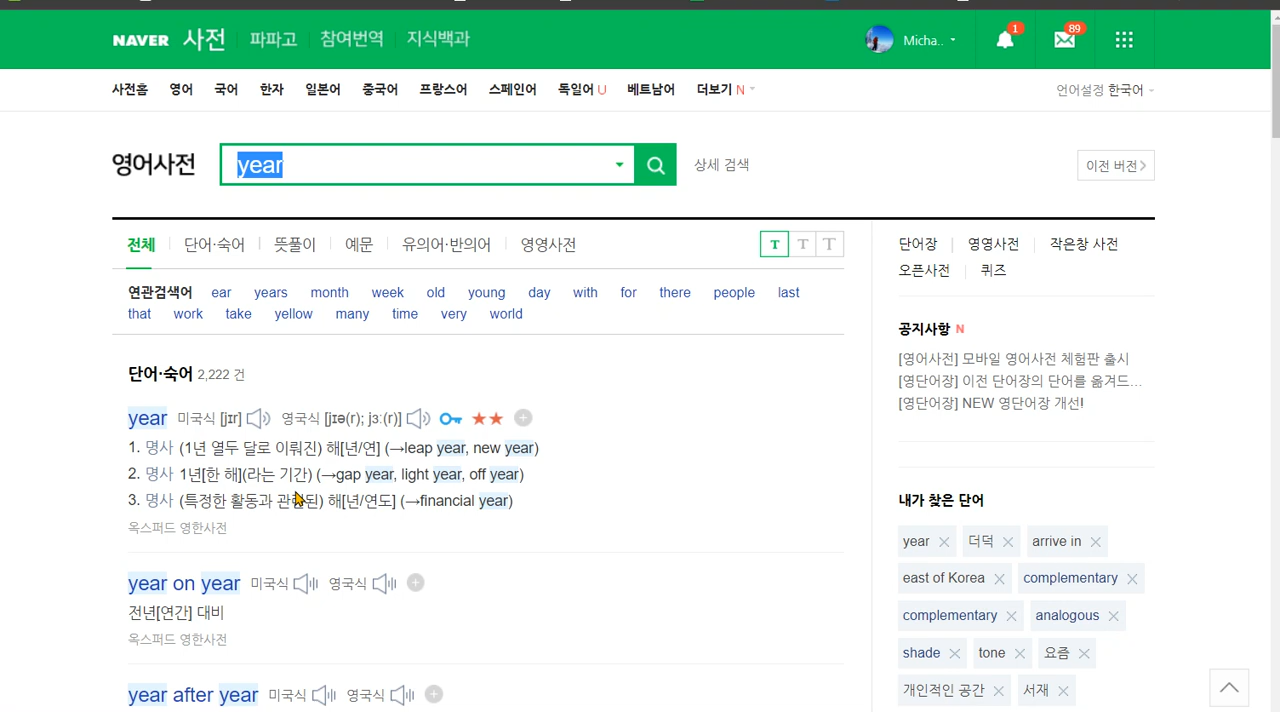 NAVER 사전 파파고 참여번역 지식백과 Micha.. 1 89
사전홈 영어 국어 한자 일본어 중국어 프랑스어 스페인어 독일어 U 베트남어 더보기 N 언어설정 한국어
영어사전 year 상세 검색 이전 버전
전체 단어·숙어 뜻풀이 예문 유의어·반의어 영영사전 T T T
연관검색어 ear years month week old young day with for there people last
that work take yellow many time very world
단어·숙어 2,222 건
year 미국식 [jɪr] 영국식 [jɪə(r); jɜː(r)]
1. 명사 (1년 열두 달로 이뤄진) 해[년/연] (→leap year, new year)
2. 명사 1년[한 해](라는 기간) (→gap year, light year, off year)
3. 명사 (특정한 활동과 관련된) 해[년/연도] (→financial year)
옥스퍼드 영한사전
year on year 미국식 영국식
전년[연간] 대비
옥스퍼드 영한사전
year after year 미국식 영국식
단어장 영영사전 작은창 사전
오픈사전 퀴즈
공지사항 N
[영어사전] 모바일 영어사전 체험판 출시
[영단어장] 이전 단어장의 단어를 옮겨드...
[영단어장] NEW 영단어장 개선!
내가 찾은 단어
year 더덕 arrive in
east of Korea complementary
complementary analogous
shade tone 요즘
개인적인 공간 서재